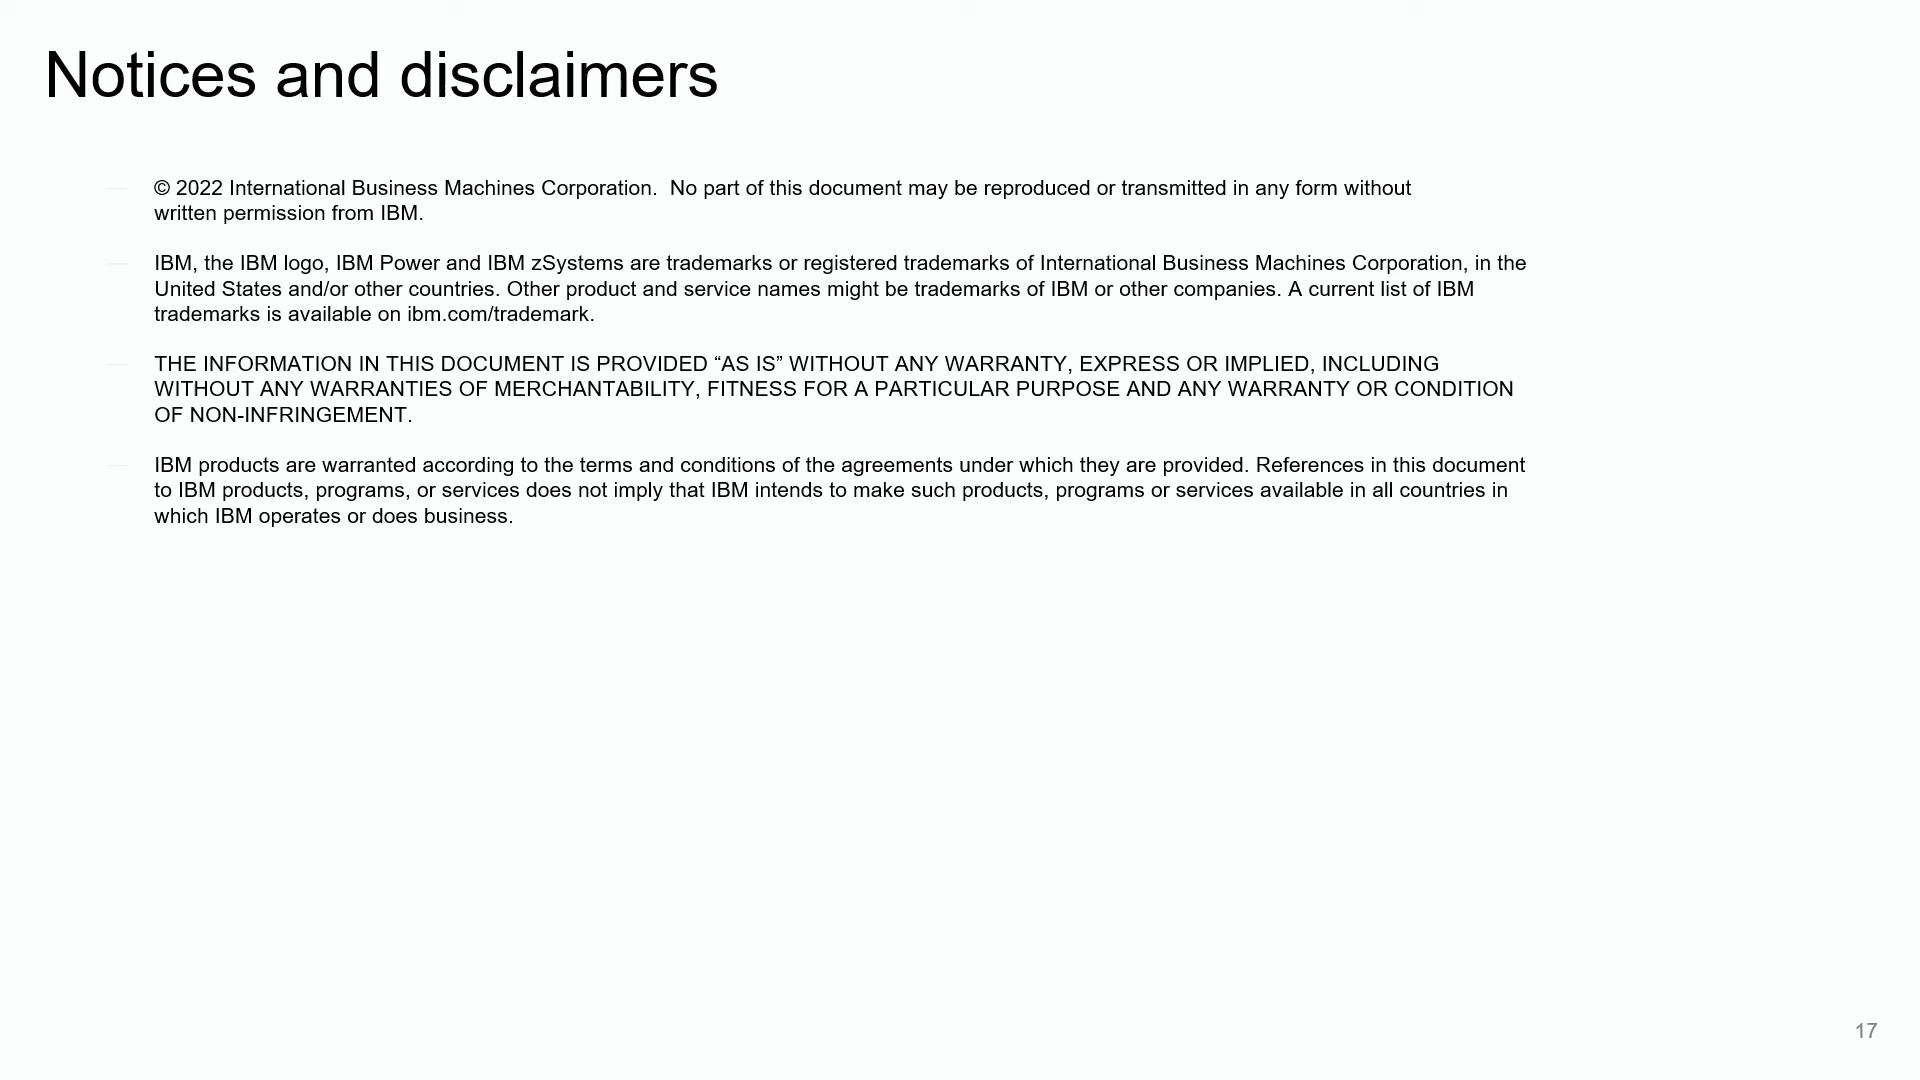 Notices and disclaimers
— © 2022 International Business Machines Corporation.  No part of this document may be reproduced or transmitted in any form without
written permission from IBM.
— IBM, the IBM logo, IBM Power and IBM zSystems are trademarks or registered trademarks of International Business Machines Corporation, in the
United States and/or other countries. Other product and service names might be trademarks of IBM or other companies. A current list of IBM
trademarks is available on ibm.com/trademark.
— THE INFORMATION IN THIS DOCUMENT IS PROVIDED “AS IS” WITHOUT ANY WARRANTY, EXPRESS OR IMPLIED, INCLUDING
WITHOUT ANY WARRANTIES OF MERCHANTABILITY, FITNESS FOR A PARTICULAR PURPOSE AND ANY WARRANTY OR CONDITION
OF NON-INFRINGEMENT.
— IBM products are warranted according to the terms and conditions of the agreements under which they are provided. References in this document
to IBM products, programs, or services does not imply that IBM intends to make such products, programs or services available in all countries in
which IBM operates or does business.
17